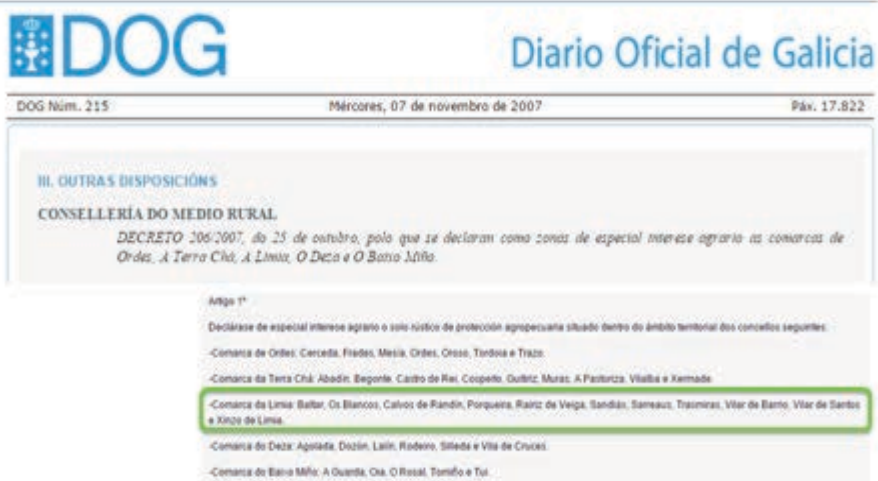 DOG
Diario Oficial de Galicia
DOG Núm. 215 Mércores, 07 de novembro de 2007 Páx. 17.822
III. OUTRAS DISPOSICIÓNS
CONSELLERÍA DO MEDIO RURAL
DECRETO 206/2007, do 25 de outubro, polo que se declaran como zonas de especial interese agrario as comarcas de
Ordes, A Terra Chá, A Limia, O Deza e O Baixo Miño.
Artigo 1º
Declárase de especial interese agrario o solo rústico de protección agropecuaria situado dentro do ámbito territorial dos concellos seguintes:
-Comarca de Ordes: Cerceda, Frades, Mesía, Ordes, Oroso, Tordoia e Trazo.
-Comarca da Terra Chá: Abadín, Begonte, Castro de Rei, Cospeito, Guitiriz, Muras, A Pastoriza, Vilalba e Xermade.
-Comarca da Limia: Baltar, Os Blancos, Calvos de Randín, Porqueira, Rairiz de Veiga, Sandiás, Sarreaus, Trasmiras, Vilar de Barrio, Vilar de Santos
e Xinzo de Limia.
-Comarca do Deza: Agolada, Dozón, Lalín, Rodeiro, Silleda e Vila de Cruces.
-Comarca do Baixo Miño: A Guarda, Oia, O Rosal, Tomiño e Tui.